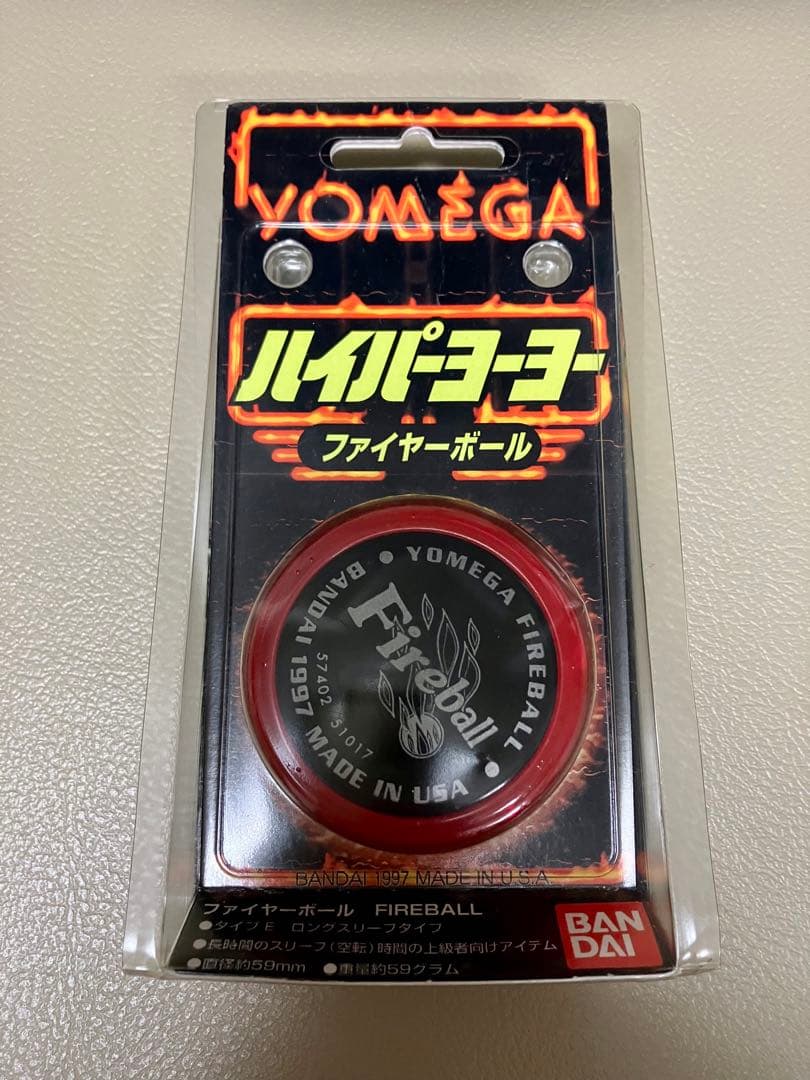 YOMEGA
ハイパーヨーヨー
ファイヤーボール
YOMEGA FIREBALL
BANDAI 1997 MADE IN USA
Fireball
57402 51017
BANDAI 1997 MADE IN U.S.A.
ファイヤーボール FIREBALL
●タイプE ロングスリープタイプ
●長時間のスリープ(空転)時間の上級者向けアイテム
●直径約59mm ●重量約59グラム
BAN
DAI